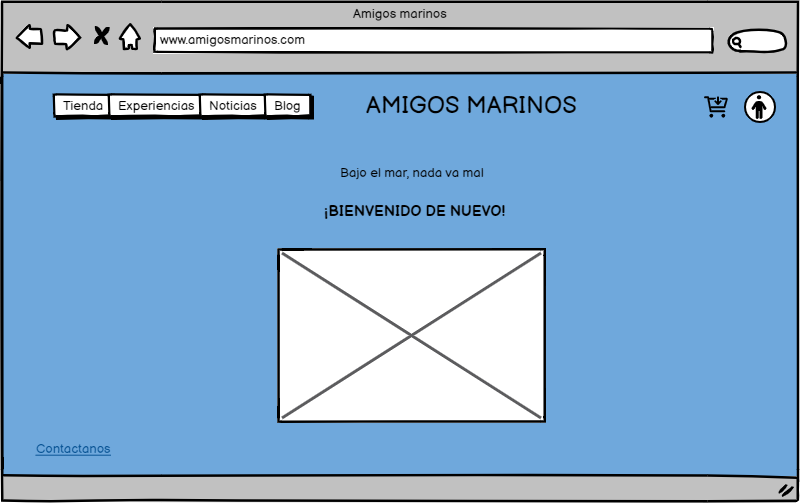 Amigos marinos
www.amigosmarinos.com
Tienda Experiencias Noticias Blog
AMIGOS MARINOS
Bajo el mar, nada va mal
¡BIENVENIDO DE NUEVO!
Contactanos